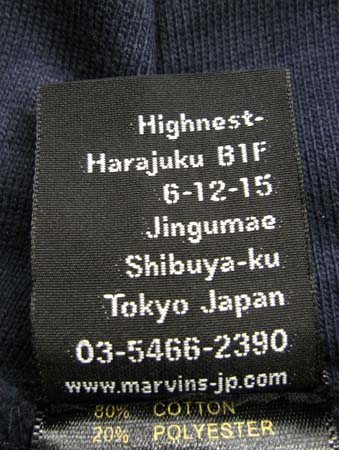 Highnest-
Harajuku B1F
6-12-15
Jingumae
Shibuya-ku
Tokyo Japan
03-5466-2390
www.marvins-jp.com
80% COTTON
20% POLYESTER